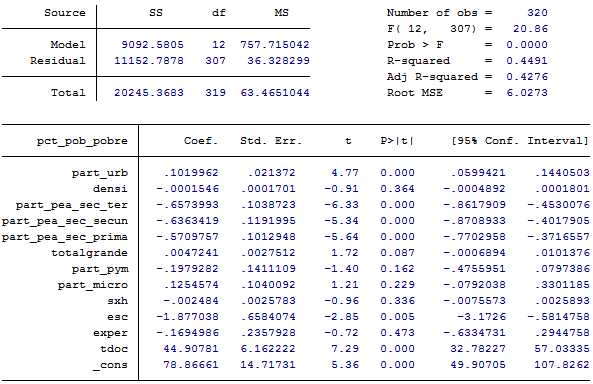 Source SS df MS Number of obs = 320
F( 12, 307) = 20.86
Model 9092.5805 12 757.715042 Prob > F = 0.0000
Residual 11152.7878 307 36.328299 R-squared = 0.4491
Adj R-squared = 0.4276
Total 20245.3683 319 63.4651044 Root MSE = 6.0273
pct_pob_pobre Coef. Std. Err. t P>|t| [95% Conf. Interval]
part_urb .1019962 .021372 4.77 0.000 .0599421 .1440503
densi -.0001546 .0001701 -0.91 0.364 -.0004892 .0001801
part_pea_sec_ter -.6573993 .1038723 -6.33 0.000 -.8617909 -.4530076
part_pea_sec_secun -.6363419 .1191995 -5.34 0.000 -.8708933 -.4017905
part_pea_sec_prima -.5709757 .1012948 -5.64 0.000 -.7702958 -.3716557
totalgrande .0047241 .0027512 1.72 0.087 -.0006894 .0101376
part_pym -.1979282 .1411109 -1.40 0.162 -.4755951 .0797386
part_micro .1254574 .1040092 1.21 0.229 -.0792038 .3301185
sxh -.002484 .0025783 -0.96 0.336 -.0075573 .0025893
esc -1.877038 .6584074 -2.85 0.005 -3.1726 -.5814758
exper -.1694986 .2357928 -0.72 0.473 -.6334731 .2944758
tdoc 44.90781 6.162222 7.29 0.000 32.78227 57.03335
_cons 78.86661 14.71731 5.36 0.000 49.90705 107.8262